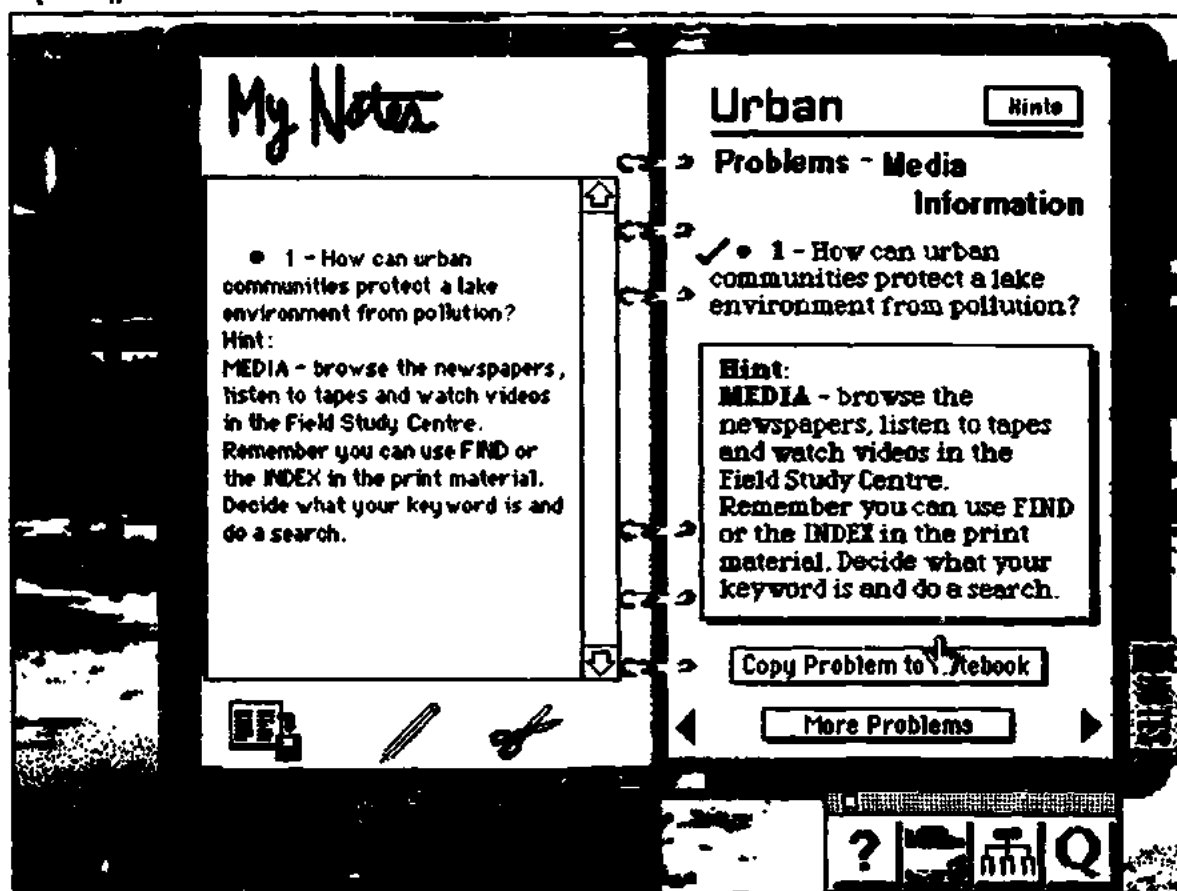 My Notes
● 1 - How can urban
communities protect a lake
environment from pollution?
Hint:
MEDIA - browse the newspapers,
listen to tapes and watch videos
in the Field Study Centre.
Remember you can use FIND or
the INDEX in the print material.
Decide what your keyword is and
do a search.
Urban
Hints
Problems - Media
Information
✓ ● 1 - How can urban
communities protect a lake
environment from pollution?
Hint:
MEDIA - browse the
newspapers, listen to tapes
and watch videos in the
Field Study Centre.
Remember you can use FIND
or the INDEX in the print
material. Decide what your
keyword is and do a search.
Copy Problem to Notebook
More Problems
? Q